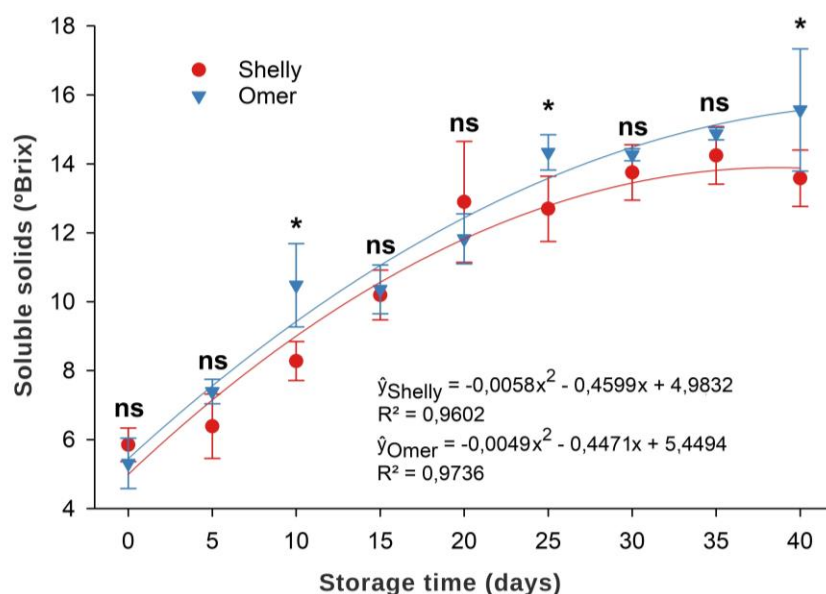 Soluble solids (ºBrix)
18
16
14
12
10
8
6
4
Shelly
Omer
ns
ns
*
ns
ns
*
ns
ns
*
ŷShelly = -0,0058x² - 0,4599x + 4,9832
R² = 0,9602
ŷOmer = -0,0049x² - 0,4471x + 5,4494
R² = 0,9736
0 5 10 15 20 25 30 35 40
Storage time (days)